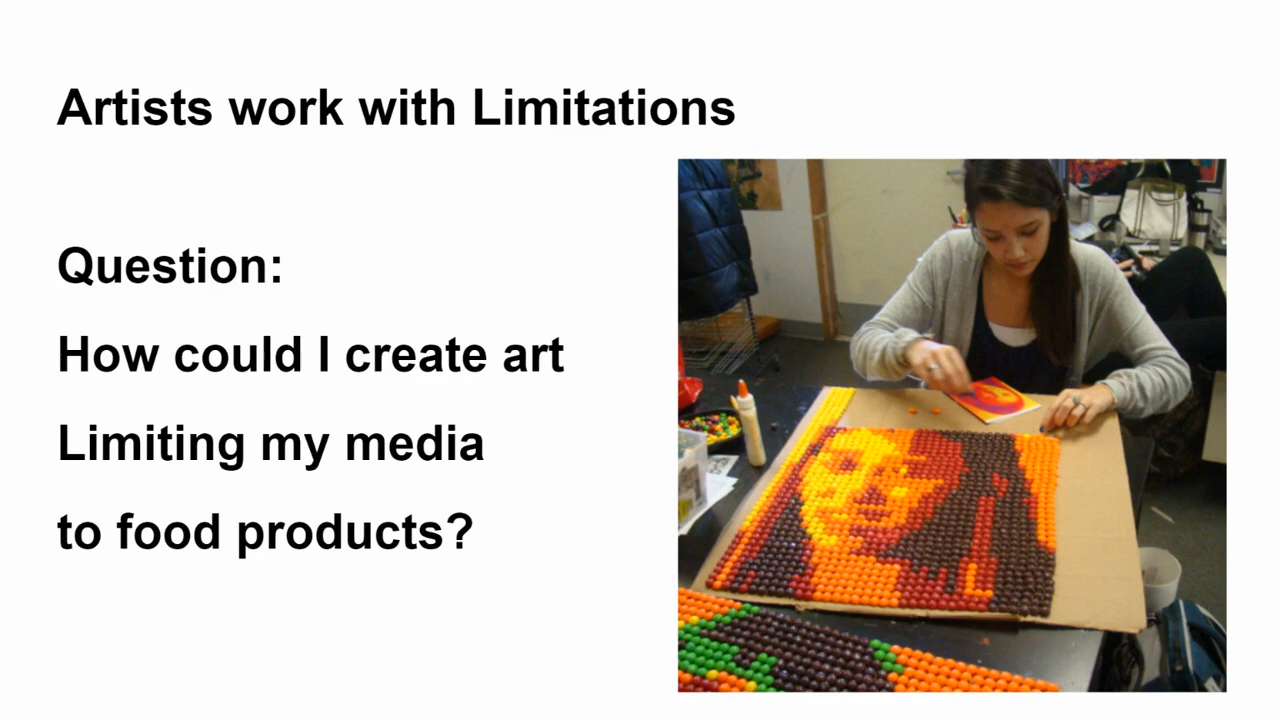 Artists work with Limitations
Question:
How could I create art
Limiting my media
to food products?